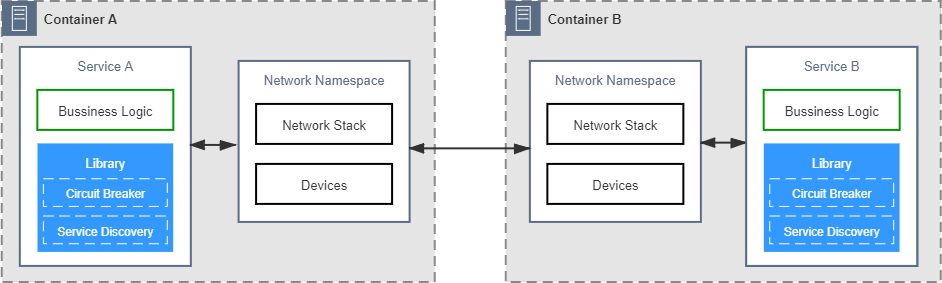 Container A
Service A
Bussiness Logic
Library
Circuit Breaker
Service Discovery
Network Namespace
Network Stack
Devices
Container B
Network Namespace
Network Stack
Devices
Service B
Bussiness Logic
Library
Circuit Breaker
Service Discovery